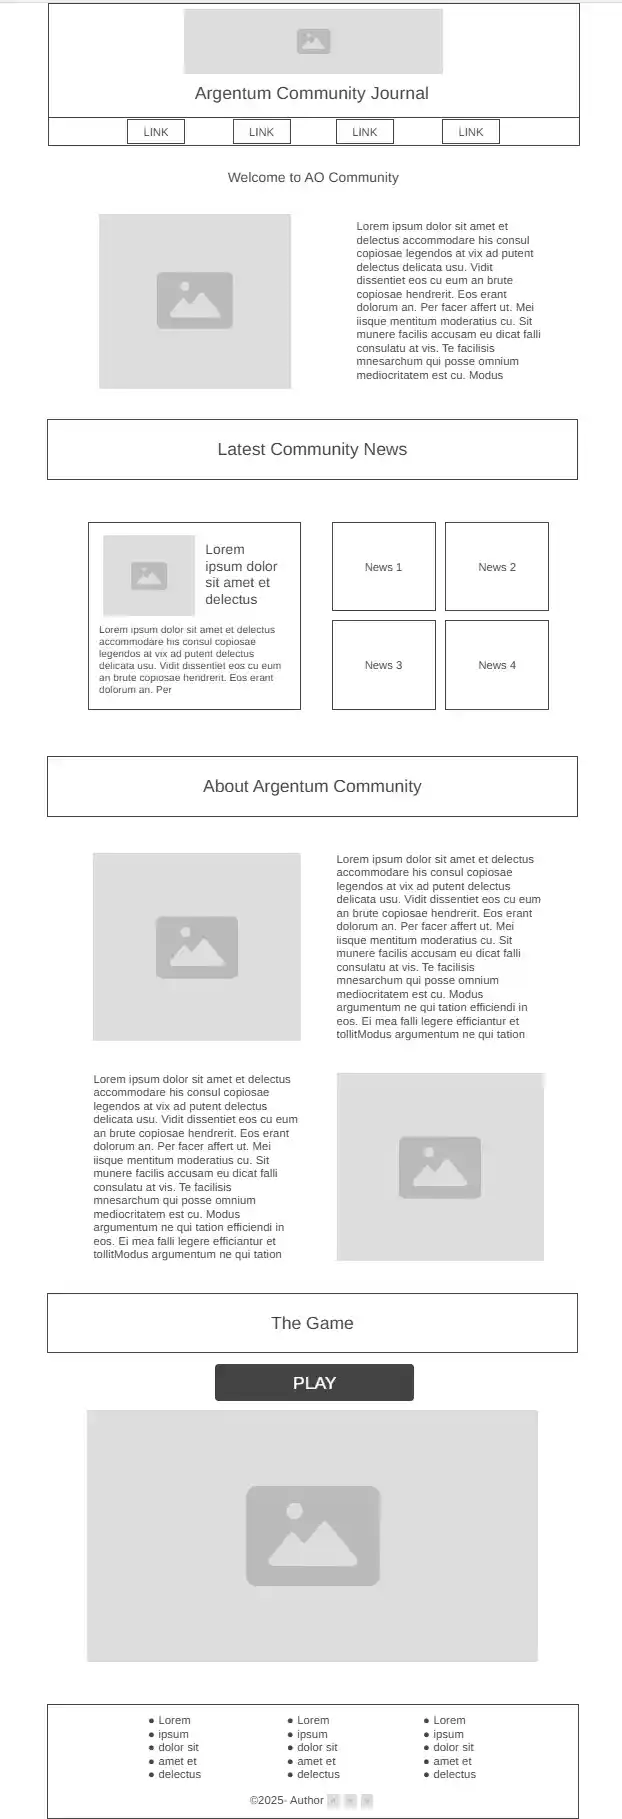 Argentum Community Journal
LINK LINK LINK LINK
Welcome to AO Community
Lorem ipsum dolor sit amet et
delectus accommodare his consul
copiosae legendos at vix ad putent
delectus delicata usu. Vidit
dissentiet eos cu eum an brute
copiosae hendrerit. Eos erant
dolorum an. Per facer affert ut. Mei
iisque mentitum moderatius cu. Sit
munere facilis accusam eu dicat falli
consulatu at vis. Te facilisis
mnesarchum qui posse omnium
mediocritatem est cu. Modus
Latest Community News
Lorem
ipsum dolor
sit amet et
delectus
Lorem ipsum dolor sit amet et delectus
accommodare his consul copiosae
legendos at vix ad putent delectus
delicata usu. Vidit dissentiet eos cu eum
an brute copiosae hendrerit. Eos erant
dolorum an. Per
News 1 News 2
News 3 News 4
About Argentum Community
Lorem ipsum dolor sit amet et delectus
accommodare his consul copiosae
legendos at vix ad putent delectus
delicata usu. Vidit dissentiet eos cu eum
an brute copiosae hendrerit. Eos erant
dolorum an. Per facer affert ut. Mei
iisque mentitum moderatius cu. Sit
munere facilis accusam eu dicat falli
consulatu at vis. Te facilisis
mnesarchum qui posse omnium
mediocritatem est cu. Modus
argumentum ne qui tation efficiendi in
eos. Ei mea falli legere efficiantur et
tollitModus argumentum ne qui tation
Lorem ipsum dolor sit amet et delectus
accommodare his consul copiosae
legendos at vix ad putent delectus
delicata usu. Vidit dissentiet eos cu eum
an brute copiosae hendrerit. Eos erant
dolorum an. Per facer affert ut. Mei
iisque mentitum moderatius cu. Sit
munere facilis accusam eu dicat falli
consulatu at vis. Te facilisis
mnesarchum qui posse omnium
mediocritatem est cu. Modus
argumentum ne qui tation efficiendi in
eos. Ei mea falli legere efficiantur et
tollitModus argumentum ne qui tation
The Game
PLAY
● Lorem
● ipsum
● dolor sit
● amet et
● delectus
● Lorem
● ipsum
● dolor sit
● amet et
● delectus
● Lorem
● ipsum
● dolor sit
● amet et
● delectus
©2025- Author